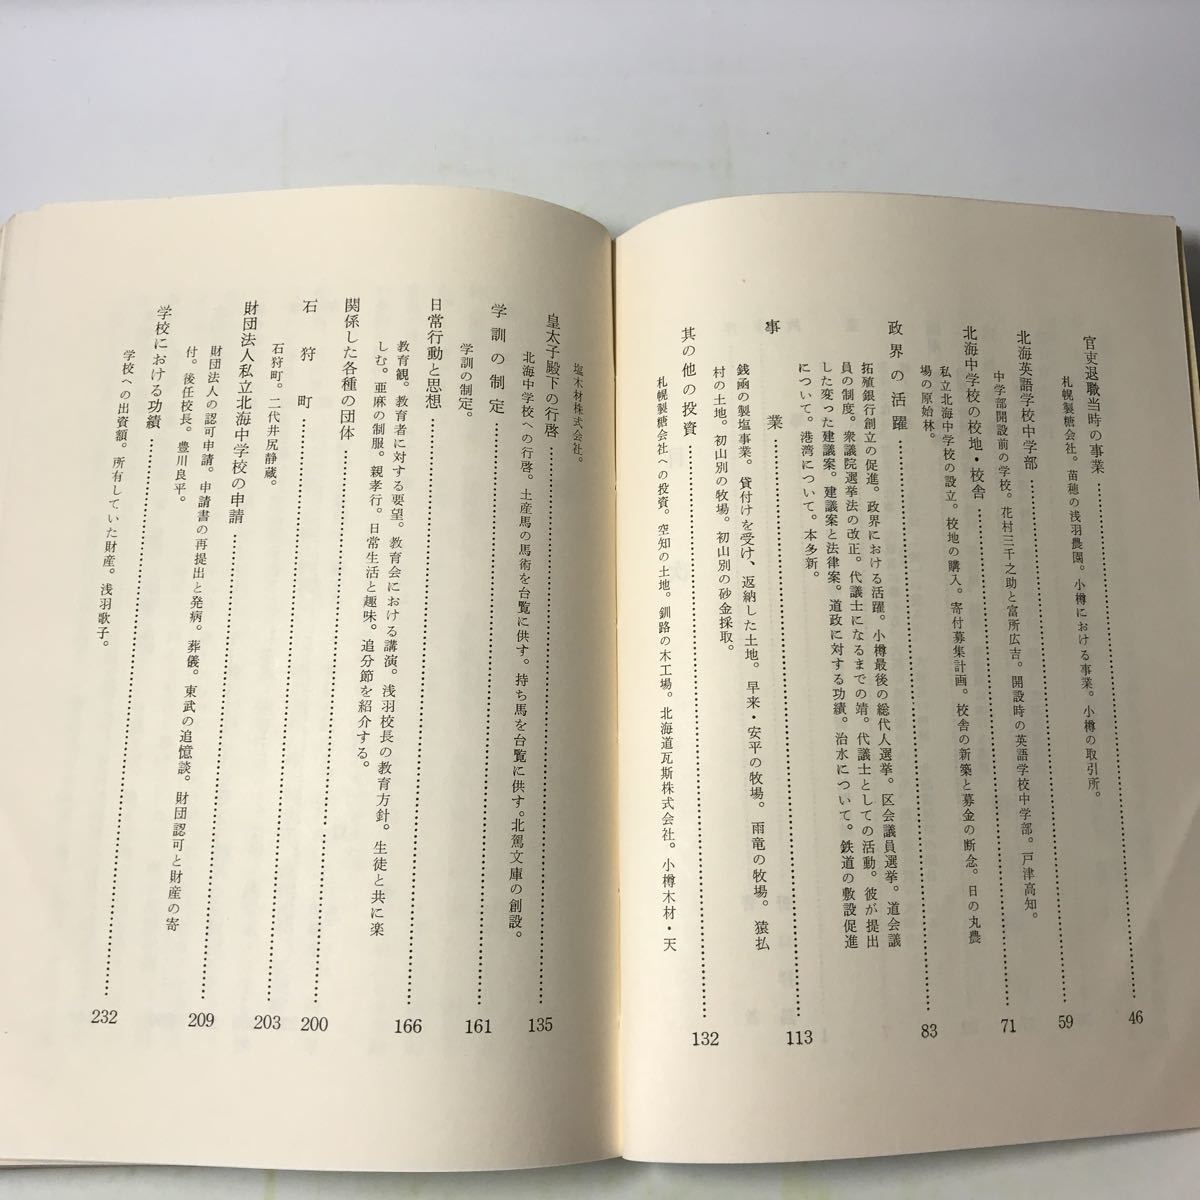 官吏退職当時の事業……46
札幌製糖会社。苗穂の浅羽農園。小樽における事業。小樽の取引所。
北海英語学校中学部……59
中学部開設前の学校。花村三千之助と富所広吉。開設時の英語学校中学部。戸津高知。
北海中学校の校地・校舎……71
私立北海中学校の設立。校地の購入。寄付募集計画。校舎の新築と募金の断念。日の丸農
場の原始林。
政界の活躍……83
拓殖銀行創立の促進。政界における活躍。小樽最後の総代人選挙。区会議員選挙。道会議
員の制度。衆議院選挙法の改正。代議士になるまでの靖。代議士としての活動。彼が提出
した変った建議案。建議案と法律案。道政に対する功績。治水について。鉄道の敷設促進
について。港湾について。本多新。
事業……113
銭函の製塩事業。貸付けを受け、返納した土地。早来・安平の牧場。雨竜の牧場。猿払
村の土地。初山別の牧場。初山別の砂金採取。
其の他の投資……132
札幌製糖会社への投資。空知の土地。釧路の木工場。北海道瓦斯株式会社。小樽木材・天
塩木材株式会社。
皇太子殿下の行啓……135
北海中学校への行啓。土産馬の馬術を台覧に供す。持ち馬を台覧に供す。北駕文庫の創設。
学訓の制定……161
学訓の制定。
日常行動と思想……166
教育観。教育者に対する要望。教育会における講演。浅羽校長の教育方針。生徒と共に楽
しむ。亜麻の制服。親孝行。日常生活と趣味。追分節を紹介する。
関係した各種の団体……200
石狩町……203
石狩町。二代井尻静蔵。
財団法人私立北海中学校の申請……209
財団法人の認可申請。申請書の再提出と発病。葬儀。東武の追憶談。財団認可と財産の寄
付。後任校長。豊川良平。
学校における功績……232
学校への出資額。所有していた財産。浅羽歌子。